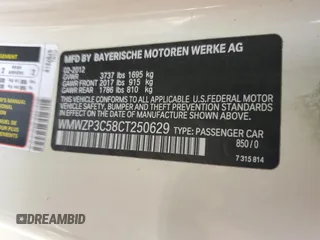 MFD BY BAYERISCHE MOTOREN WERKE AG
02-2012
GVWR 3737 lbs 1695 kg
GAWR FRONT 2017 lbs 915 kg
GAWR REAR 1786 lbs 810 kg
THIS VEHICLE CONFORMS TO ALL APPLICABLE U.S. FEDERAL MOTOR
VEHICLE SAFETY, BUMPER, AND THEFT PREVENTION STANDARDS IN
EFFECT ON THE DATE OF MANUFACTURE SHOWN ABOVE.
WMWZP3C58CT250629 TYPE: PASSENGER CAR
850/0
7 315 814
© DREAMBID
DREAMBID.COM